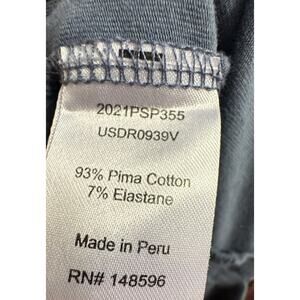 2021PSP355
USDR0939V
93% Pima Cotton
7% Elastane
Made in Peru
RN# 148596